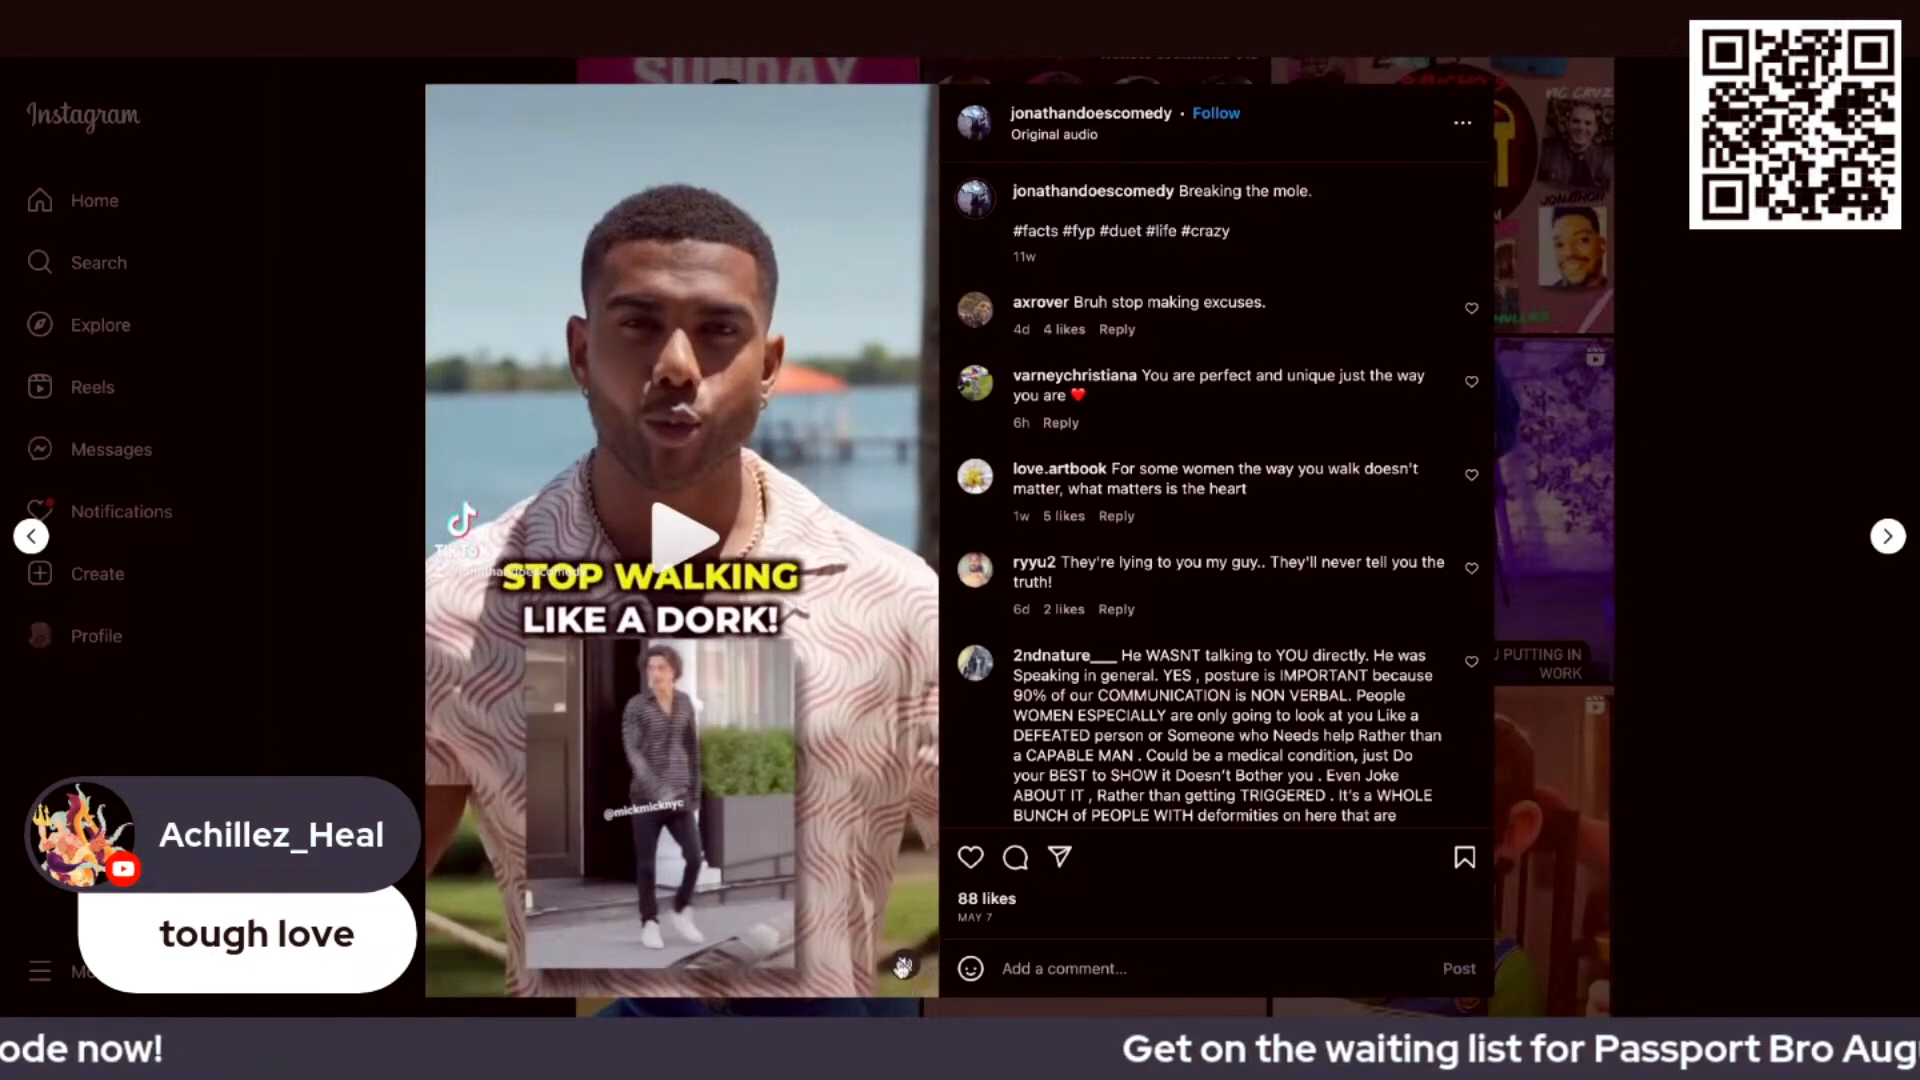 SUNDAY
Instagram
Home
Search
Explore
Reels
Messages
Notifications
Create
Profile
TikTok
STOP WALKING
LIKE A DORK!
@mickmicknyc
jonathandoescomedy • Follow
Original audio
jonathandoescomedy Breaking the mole.
#facts #fyp #duet #life #crazy
11w
axrover Bruh stop making excuses.
4d 4 likes Reply
varneychristiana You are perfect and unique just the way
you are ❤️
6h Reply
love.artbook For some women the way you walk doesn't
matter, what matters is the heart
1w 5 likes Reply
ryyu2 They're lying to you my guy.. They'll never tell you the
truth!
6d 2 likes Reply
2ndnature___ He WASNT talking to YOU directly. He was
Speaking in general. YES , posture is IMPORTANT because
90% of our COMMUNICATION is NON VERBAL. People
WOMEN ESPECIALLY are only going to look at you Like a
DEFEATED person or Someone who Needs help Rather than
a CAPABLE MAN . Could be a medical condition, just Do
your BEST to SHOW it Doesn't Bother you . Even Joke
ABOUT IT , Rather than getting TRIGGERED . It's a WHOLE
BUNCH of PEOPLE WITH deformities on here that are
88 likes
MAY 7
Add a comment... Post
VIC CRUZ
JONATHON
PUTTING IN
WORK
Achillez_Heal
tough love
ode now! Get on the waiting list for Passport Bro Aug